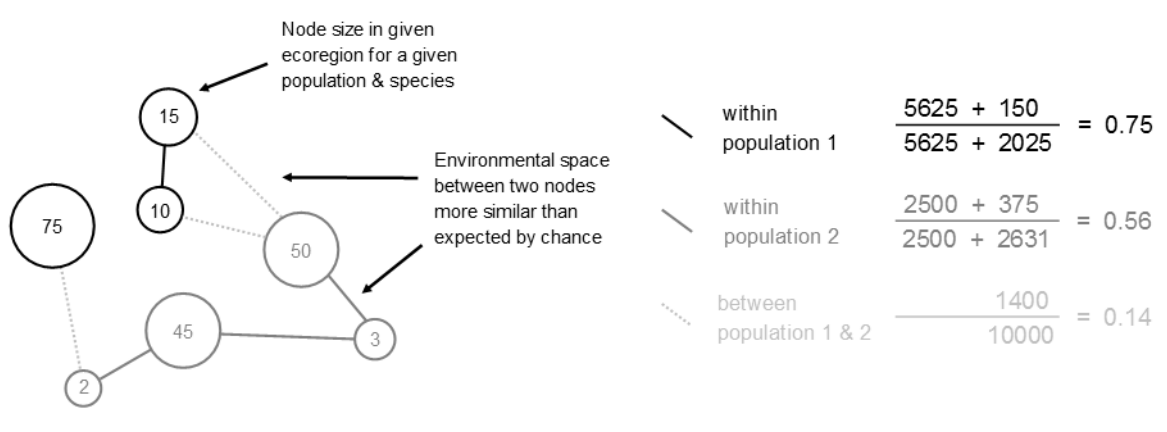 Node size in given
ecoregion for a given
population & species
15
10
75
50
45
3
2
Environmental space
between two nodes
more similar than
expected by chance
within
population 1
5625 + 150
5625 + 2025
= 0.75
within
population 2
2500 + 375
2500 + 2631
= 0.56
between
population 1 & 2
1400
10000
= 0.14